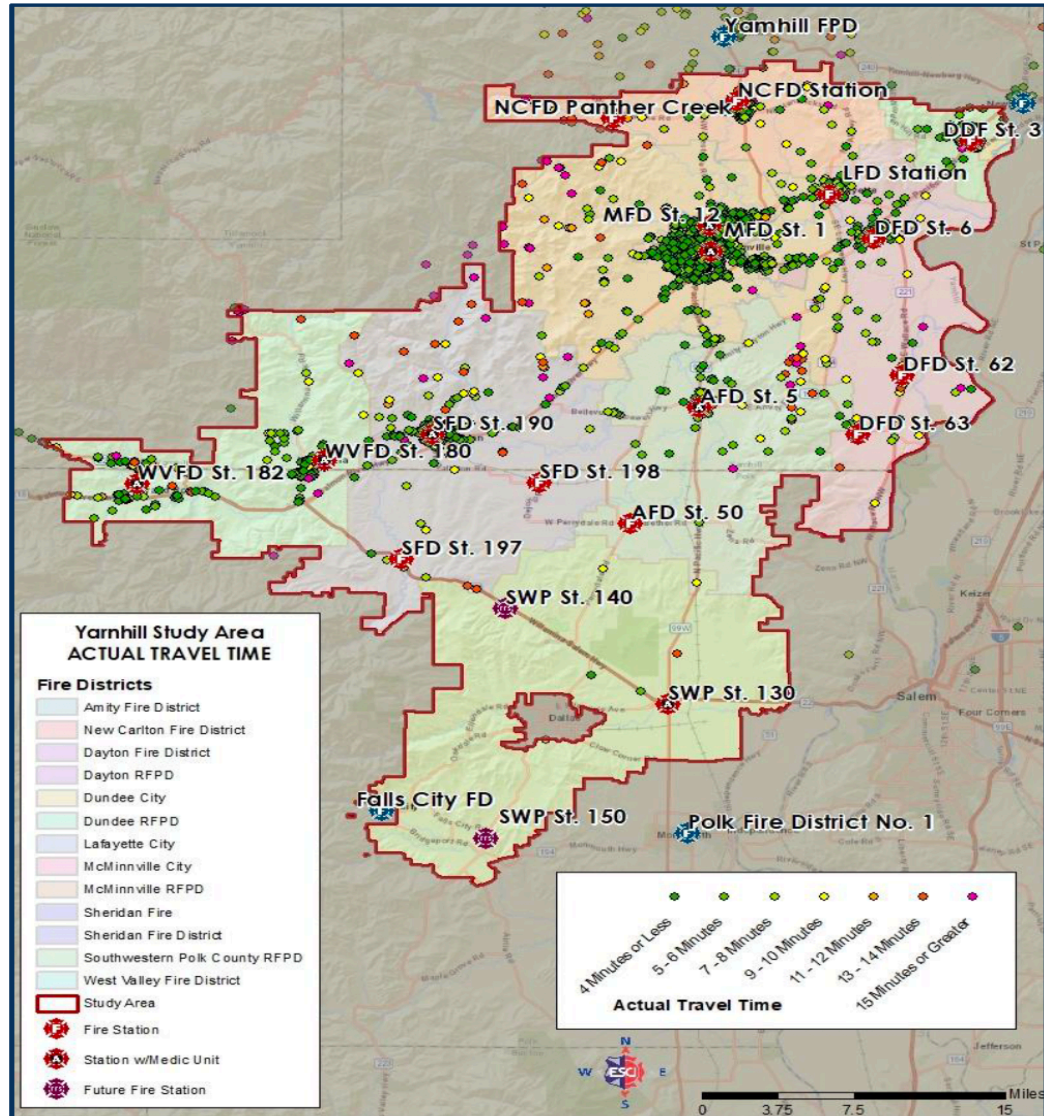 Yamhill FPD
NCFD Station
NCFD Panther Creek
DDF St. 3
LFD Station
MFD St. 12
MFD St. 1
DFD St. 6
221
DFD St. 62
AFD St. 5
DFD St. 63
SFD St. 190
WVFD St. 180
WVFD St. 182
SFD St. 198
AFD St. 50
SFD St. 197
Keizer
SWP St. 140
99W
SWP St. 130
22
Salem
Four Corners
Dallas
Falls City FD
SWP St. 150
Polk Fire District No. 1
Monmouth Hwy
194
Jefferson
Yarnhill Study Area
ACTUAL TRAVEL TIME
Fire Districts
Amity Fire District
New Carlton Fire District
Dayton Fire District
Dayton RFPD
Dundee City
Dundee RFPD
Lafayette City
McMinnville City
McMinnville RFPD
Sheridan Fire
Sheridan Fire District
Southwestern Polk County RFPD
West Valley Fire District
Study Area
Fire Station
Station w/Medic Unit
Future Fire Station
4 Minutes or Less
5 - 6 Minutes
7 - 8 Minutes
9 - 10 Minutes
11 - 12 Minutes
13 - 14 Minutes
15 Minutes or Greater
Actual Travel Time
N
W ESCI E
S
Miles
0 3.75 7.5 15